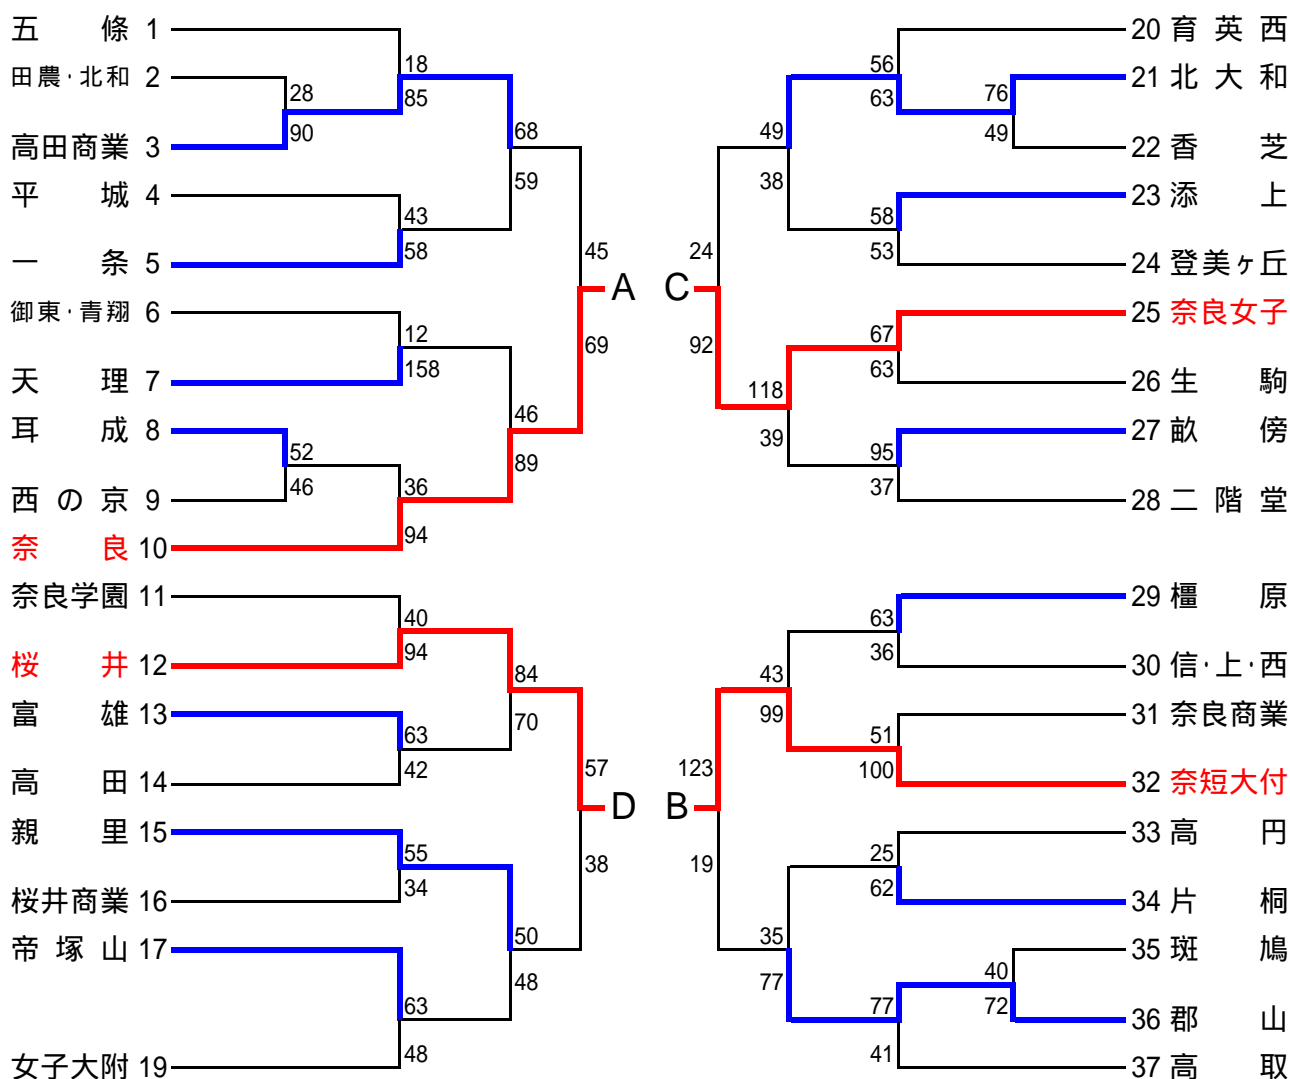 五條 1
田農・北和 2
高田商業 3
平城 4
一条 5
御東・青翔 6
天理 7
耳成 8
西の京 9
奈良 10
奈良学園 11
桜井 12
富雄 13
高田 14
親里 15
桜井商業 16
帝塚山 17
女子大附 19
28
90
18
85
43
58
12
158
52
46
36
94
68
59
46
89
45
69
A
40
94
63
42
55
34
63
48
84
70
50
48
57
38
D
C
24
92
49
38
118
39
56
63
58
53
67
63
95
37
76
49
B
123
19
43
99
35
77
63
36
51
100
25
62
77
41
40
72
20 育英西
21 北大和
22 香芝
23 添上
24 登美ヶ丘
25 奈良女子
26 生駒
27 畝傍
28 二階堂
29 橿原
30 信・上・西
31 奈良商業
32 奈短大付
33 高円
34 片桐
35 斑鳩
36 郡山
37 高取